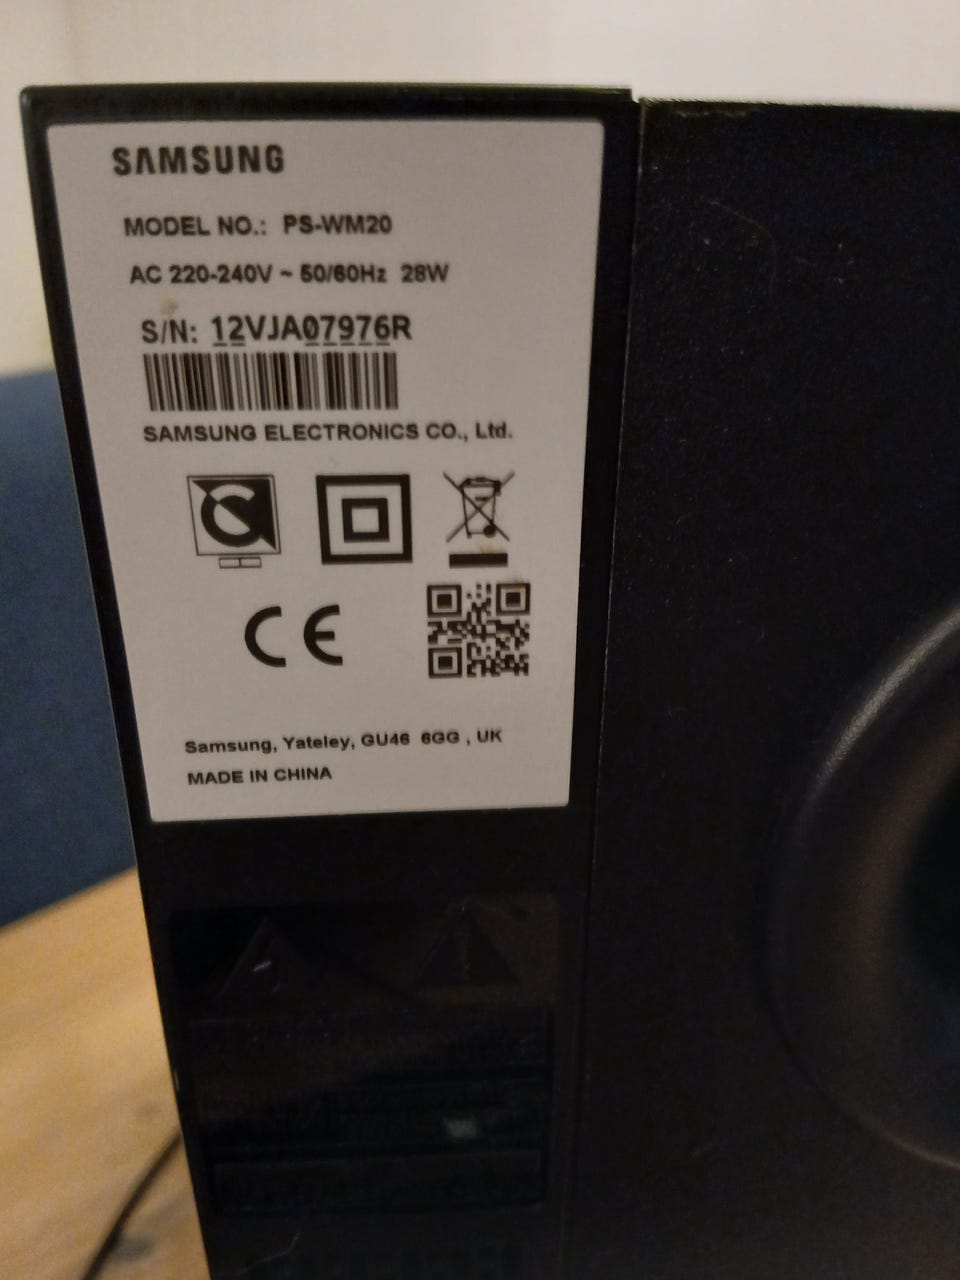 SAMSUNG
MODEL NO.: PS-WM20
AC 220-240V ~ 50/60Hz 28W
S/N: 12VJA07976R
SAMSUNG ELECTRONICS CO., Ltd.
CE
Samsung, Yateley, GU46 6GG , UK
MADE IN CHINA